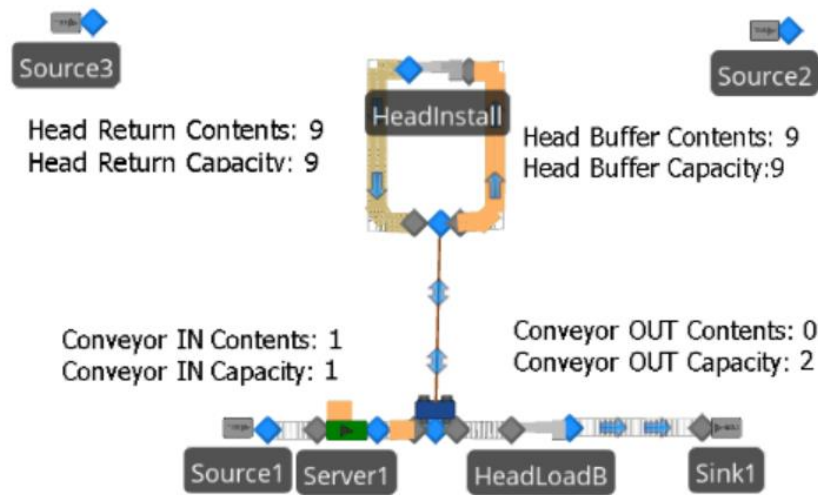 Source3
Source2
HeadInstall
Head Return Contents: 9
Head Return Capacity: 9
Head Buffer Contents: 9
Head Buffer Capacity:9
Conveyor IN Contents: 1
Conveyor IN Capacity: 1
Conveyor OUT Contents: 0
Conveyor OUT Capacity: 2
Source1
Server1
HeadLoadB
Sink1